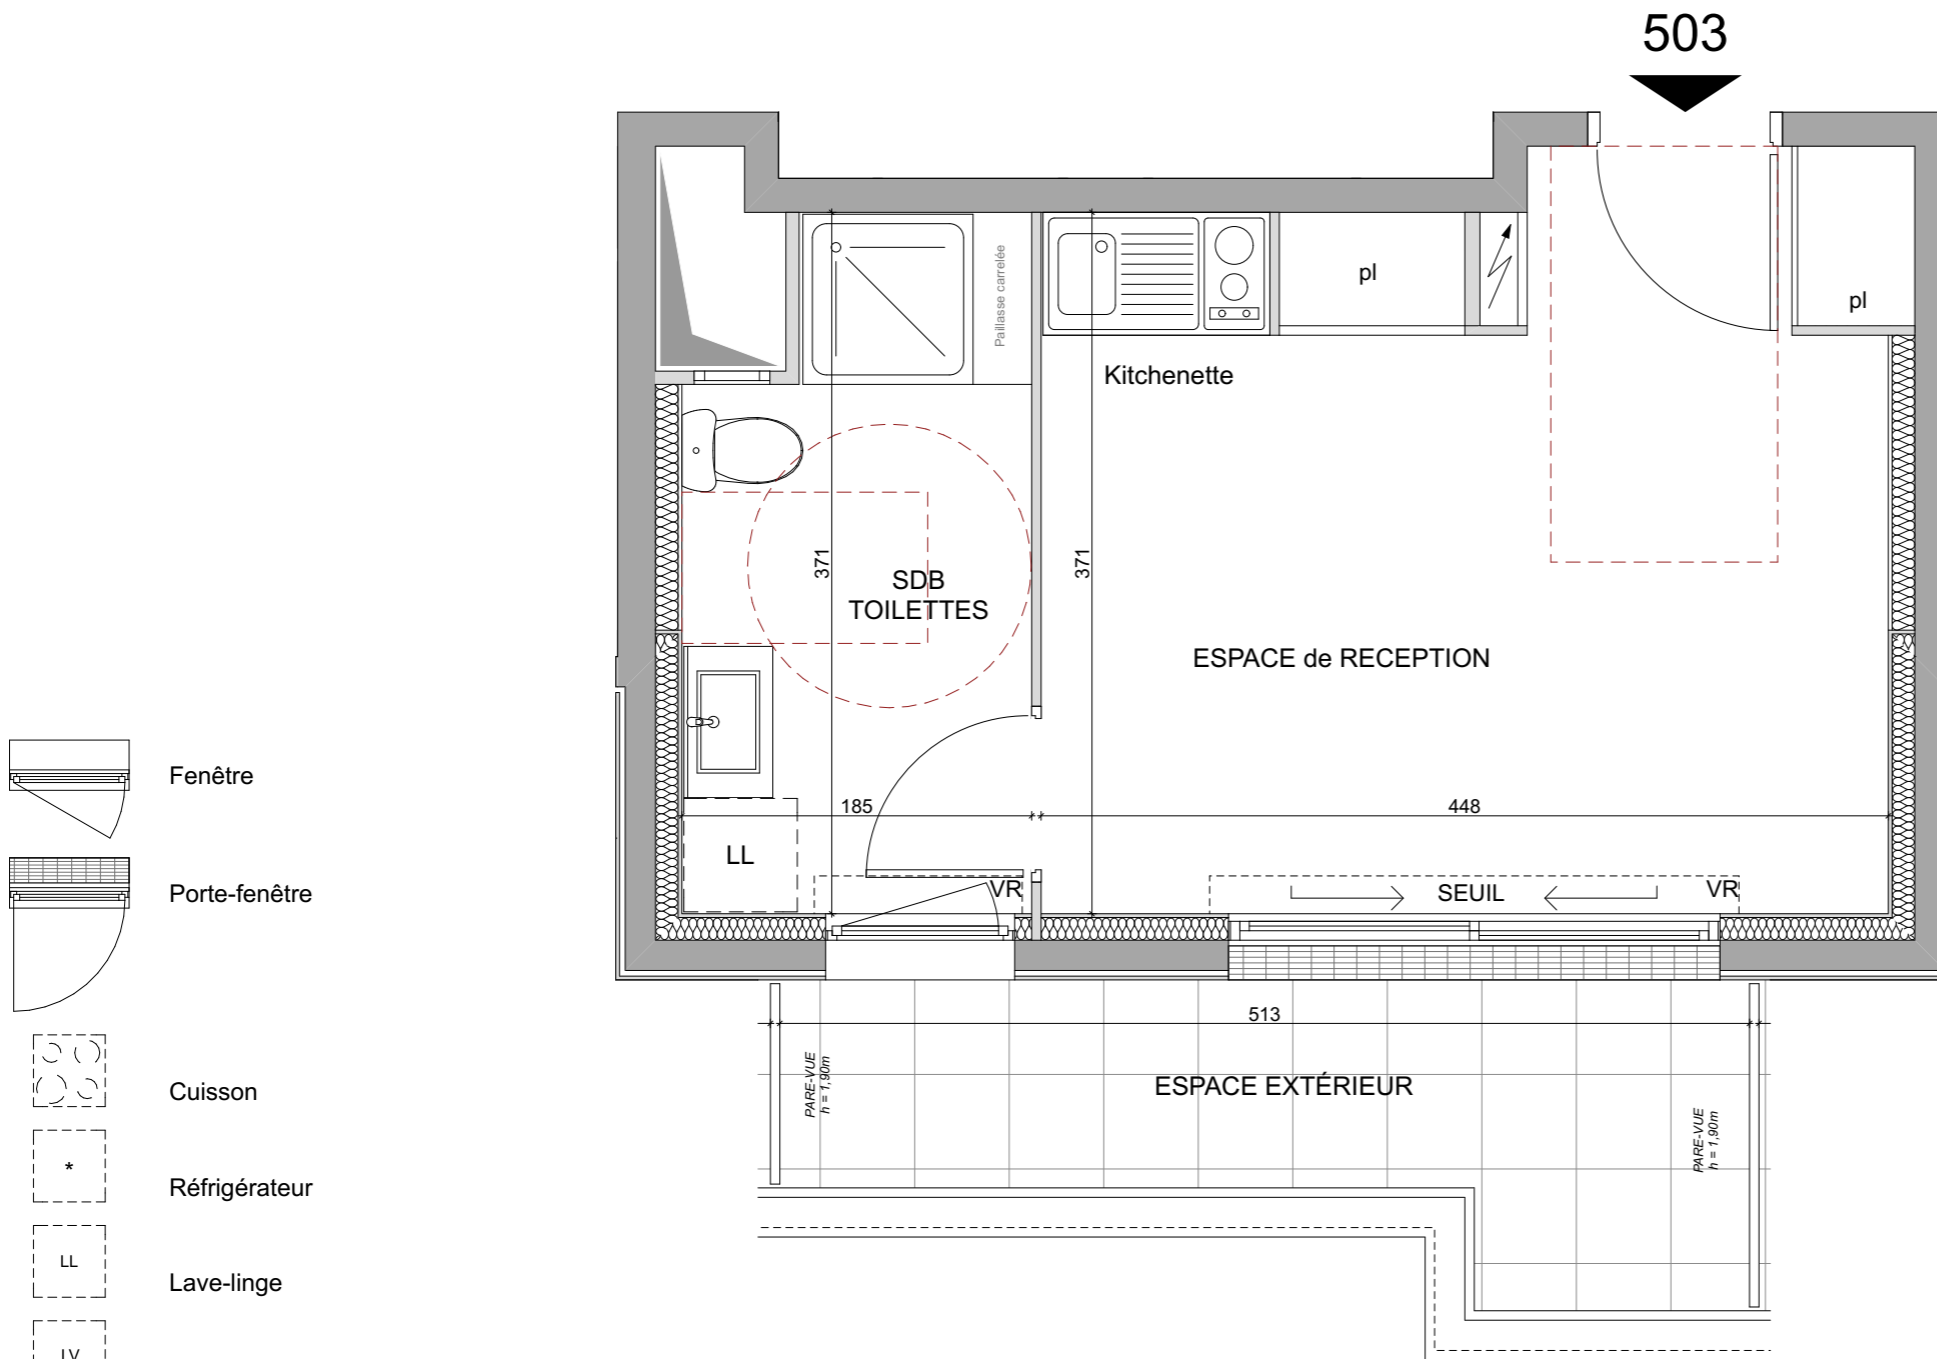 503
Paillasse carrelée
pl
pl
Kitchenette
371
371
SDB
TOILETTES
ESPACE de RECEPTION
185
448
LL
VR
SEUIL
VR
513
PARE-VUE
h = 1,90m
ESPACE EXTÉRIEUR
PARE-VUE
h = 1,90m
Fenêtre
Porte-fenêtre
Cuisson
*
Réfrigérateur
LL
Lave-linge
LV